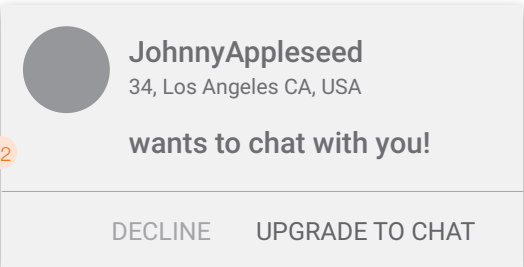 JohnnyAppleseed
34, Los Angeles CA, USA
wants to chat with you!
2
DECLINE UPGRADE TO CHAT